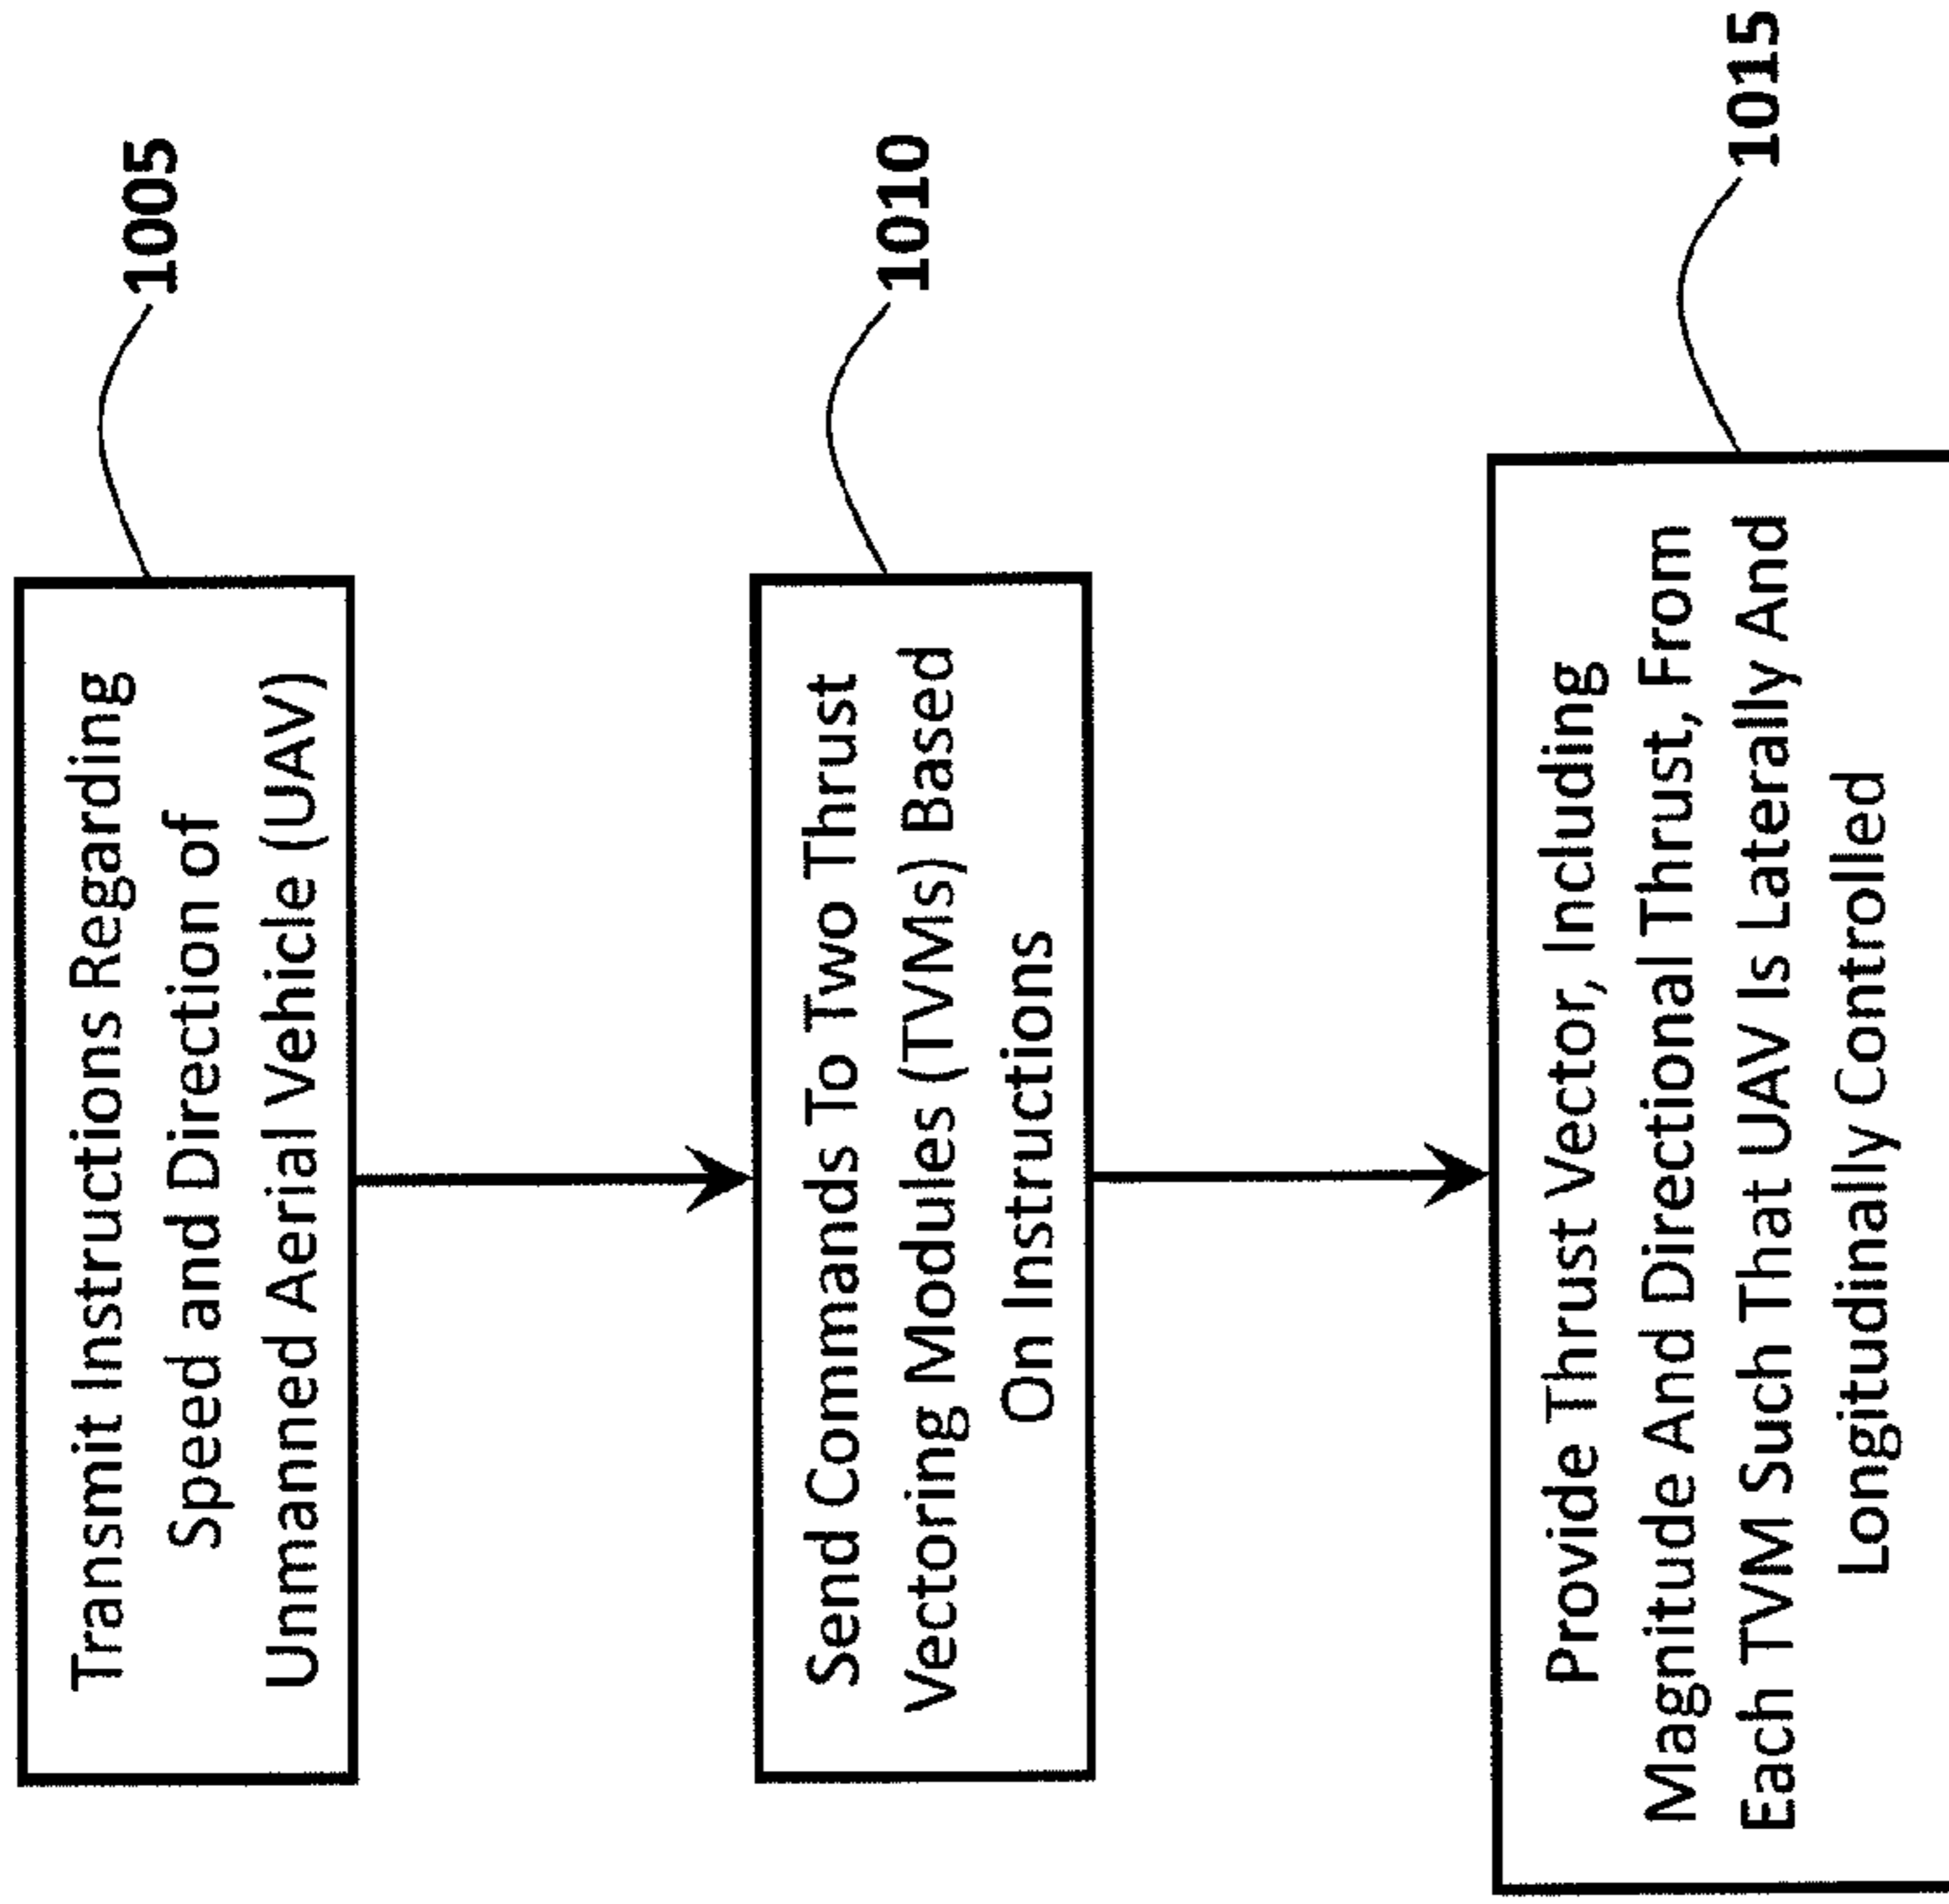 Transmit Instructions Regarding
Speed and Direction of
Unmanned Aerial Vehicle (UAV)
1005
Send Commands To Two Thrust
Vectoring Modules (TVMs) Based
On Instructions
1010
Provide Thrust Vector, Including
Magnitude And Directional Thrust, From
Each TVM Such That UAV Is Laterally And
Longitudinally Controlled
1015